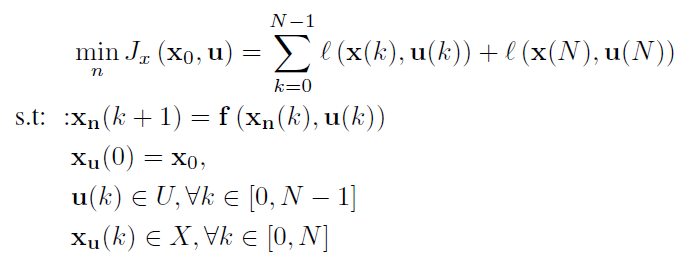 min_n J_x (x_0, u) = ∑_{k=0}^{N−1} ℓ (x(k), u(k)) + ℓ (x(N), u(N))
s.t: :x_n(k + 1) = f (x_n(k), u(k))
x_u(0) = x_0,
u(k) ∈ U, ∀k ∈ [0, N − 1]
x_u(k) ∈ X, ∀k ∈ [0, N]